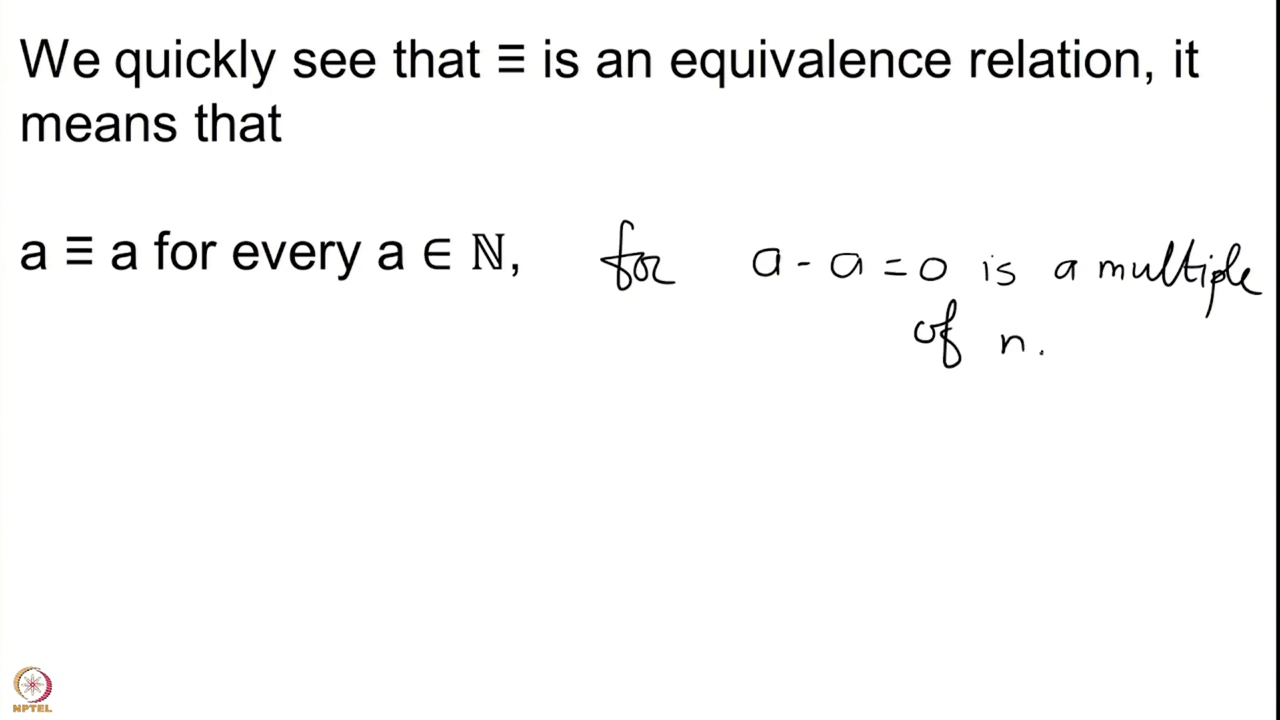 We quickly see that ≡ is an equivalence relation, it
means that
a ≡ a for every a ∈ ℕ, for a - a = 0 is a multiple
of n.
NPTEL